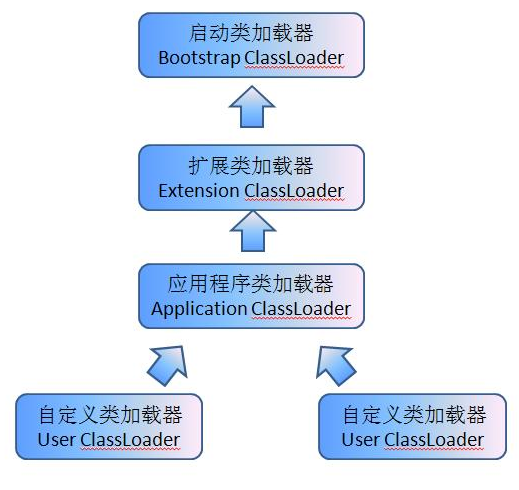 启动类加载器
Bootstrap ClassLoader
扩展类加载器
Extension ClassLoader
应用程序类加载器
Application ClassLoader
自定义类加载器
User ClassLoader
自定义类加载器
User ClassLoader